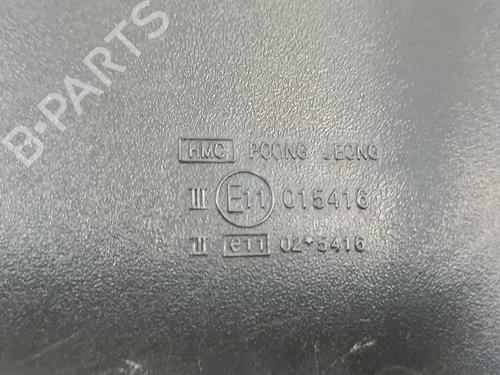 B-PARTS
HMC POONG JEONG
III E11 015416
II e11 02*5416